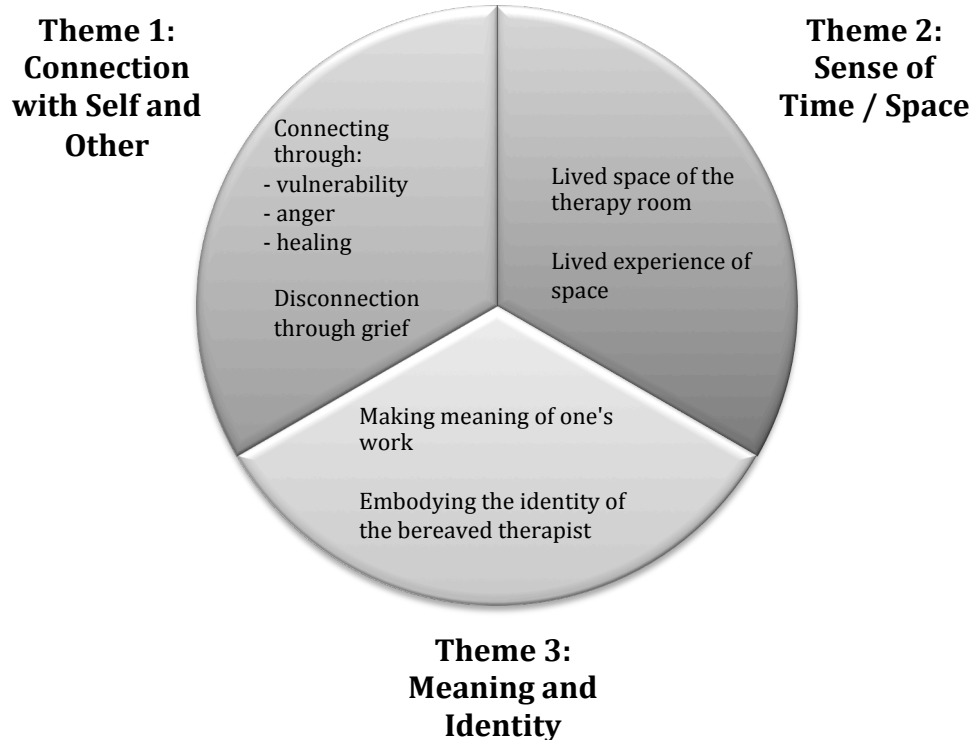 Theme 1:
Connection
with Self and
Other
Connecting
through:
- vulnerability
- anger
- healing
Disconnection
through grief
Theme 2:
Sense of
Time / Space
Lived space of the
therapy room
Lived experience of
space
Making meaning of one's
work
Embodying the identity of
the bereaved therapist
Theme 3:
Meaning and
Identity